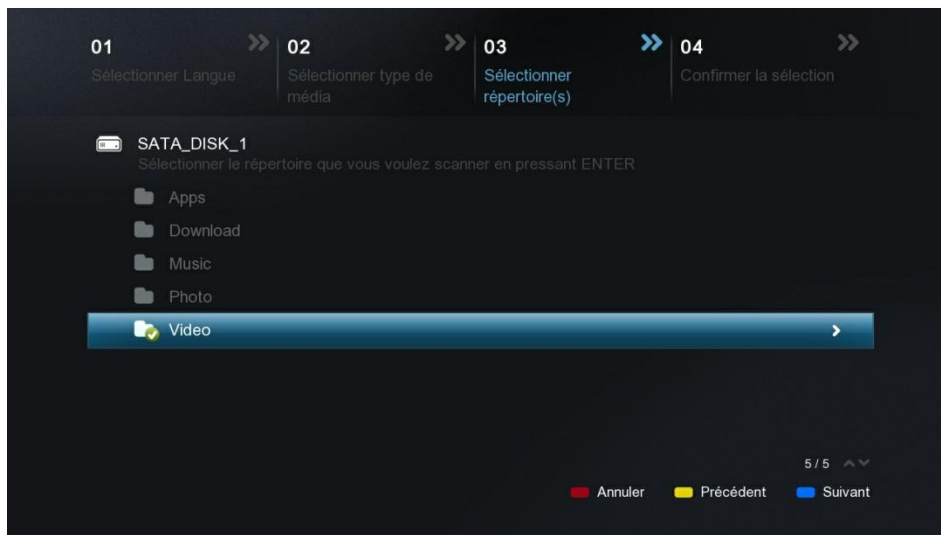 01
Sélectionner Langue
02
Sélectionner type de
média
03
Sélectionner
répertoire(s)
04
Confirmer la sélection
SATA_DISK_1
Sélectionner le répertoire que vous voulez scanner en pressant ENTER
Apps
Download
Music
Photo
Video
5 / 5
Annuler Précédent Suivant